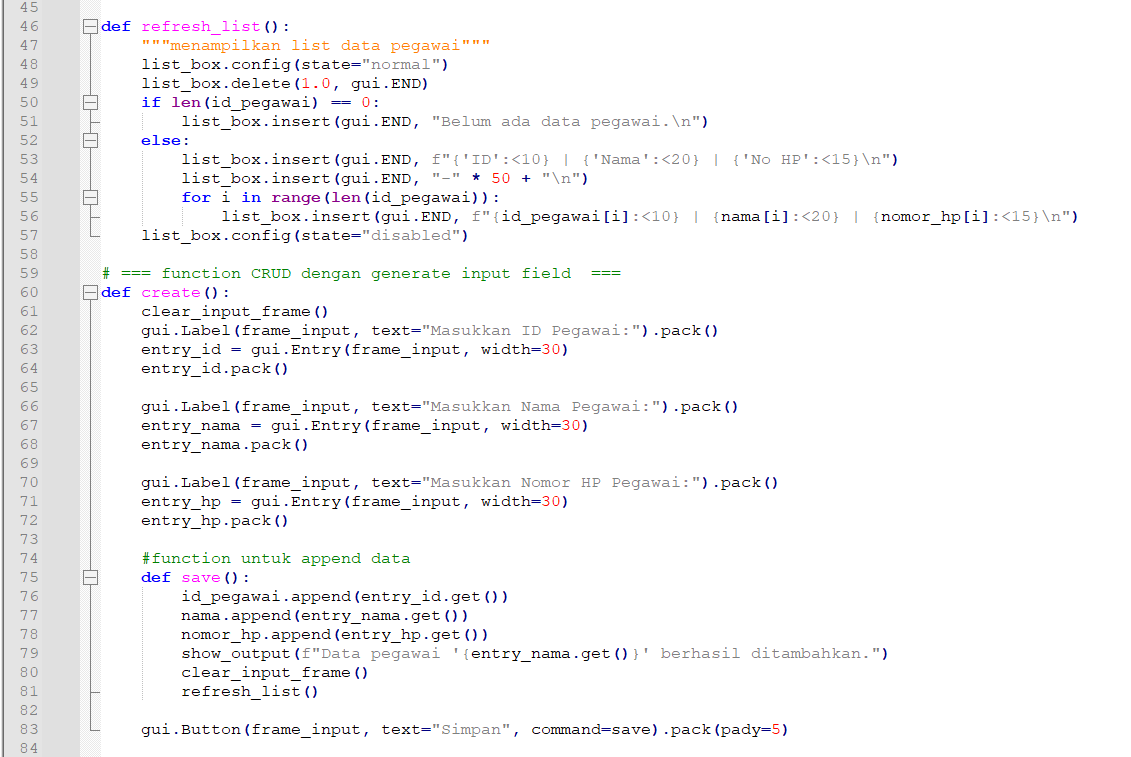 45
46 def refresh_list():
47     """menampilkan list data pegawai"""
48     list_box.config(state="normal")
49     list_box.delete(1.0, gui.END)
50     if len(id_pegawai) == 0:
51         list_box.insert(gui.END, "Belum ada data pegawai.\n")
52     else:
53         list_box.insert(gui.END, f"{'ID':<10} | {'Nama':<20} | {'No HP':<15}\n")
54         list_box.insert(gui.END, "-" * 50 + "\n")
55         for i in range(len(id_pegawai)):
56             list_box.insert(gui.END, f"{id_pegawai[i]:<10} | {nama[i]:<20} | {nomor_hp[i]:<15}\n")
57     list_box.config(state="disabled")
58
59 # === function CRUD dengan generate input field  ===
60 def create():
61     clear_input_frame()
62     gui.Label(frame_input, text="Masukkan ID Pegawai:").pack()
63     entry_id = gui.Entry(frame_input, width=30)
64     entry_id.pack()
65
66     gui.Label(frame_input, text="Masukkan Nama Pegawai:").pack()
67     entry_nama = gui.Entry(frame_input, width=30)
68     entry_nama.pack()
69
70     gui.Label(frame_input, text="Masukkan Nomor HP Pegawai:").pack()
71     entry_hp = gui.Entry(frame_input, width=30)
72     entry_hp.pack()
73
74     #function untuk append data
75     def save():
76         id_pegawai.append(entry_id.get())
77         nama.append(entry_nama.get())
78         nomor_hp.append(entry_hp.get())
79         show_output(f"Data pegawai '{entry_nama.get()}' berhasil ditambahkan.")
80         clear_input_frame()
81         refresh_list()
82
83     gui.Button(frame_input, text="Simpan", command=save).pack(pady=5)
84